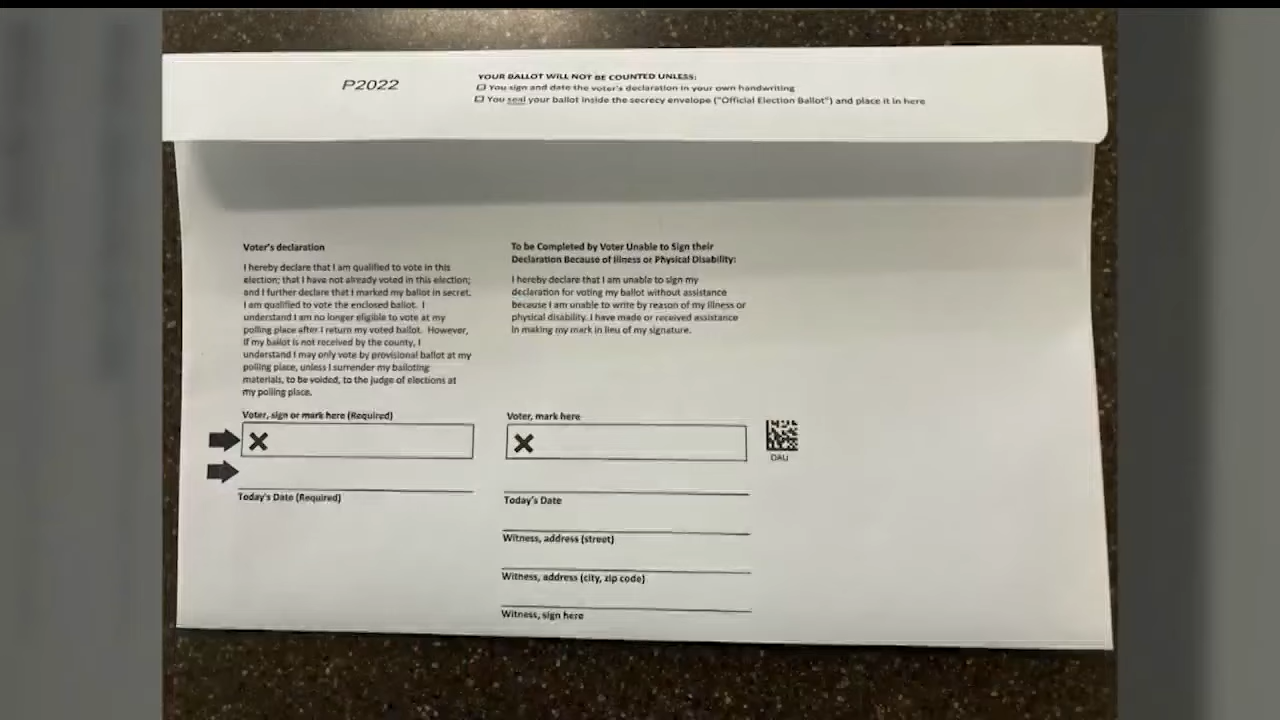 P2022
YOUR BALLOT WILL NOT BE COUNTED UNLESS:
You sign and date the voter's declaration in your own handwriting
You seal your ballot inside the secrecy envelope ("Official Election Ballot") and place it in here
Voter's declaration
I hereby declare that I am qualified to vote in this
election; that I have not already voted in this election;
and I further declare that I marked my ballot in secret.
I am qualified to vote the enclosed ballot. I
understand I am no longer eligible to vote at my
polling place after I return my voted ballot. However,
if my ballot is not received by the county, I
understand I may only vote by provisional ballot at my
polling place, unless I surrender my balloting
materials, to be voided, to the judge of elections at
my polling place.
Voter, sign or mark here (Required)
X
Today's Date (Required)
To be Completed by Voter Unable to Sign their
Declaration Because of Illness or Physical Disability:
I hereby declare that I am unable to sign my
declaration for voting my ballot without assistance
because I am unable to write by reason of my illness or
physical disability. I have made or received assistance
in making my mark in lieu of my signature.
Voter, mark here
X
Today's Date
Witness, address (street)
Witness, address (city, zip code)
Witness, sign here
DAU